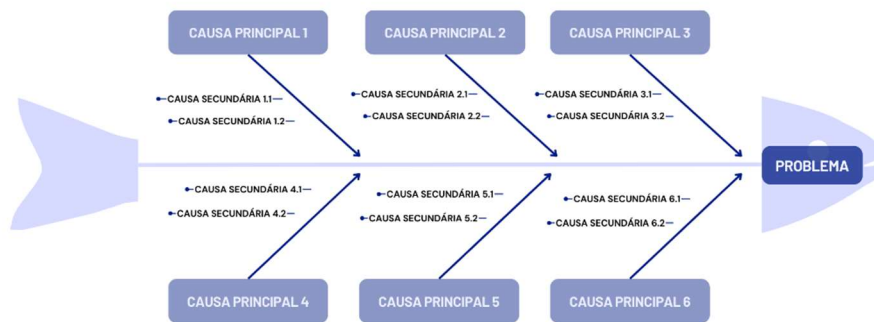 CAUSA PRINCIPAL 1
CAUSA PRINCIPAL 2
CAUSA PRINCIPAL 3
CAUSA SECUNDÁRIA 1.1
CAUSA SECUNDÁRIA 1.2
CAUSA SECUNDÁRIA 2.1
CAUSA SECUNDÁRIA 2.2
CAUSA SECUNDÁRIA 3.1
CAUSA SECUNDÁRIA 3.2
PROBLEMA
CAUSA SECUNDÁRIA 4.1
CAUSA SECUNDÁRIA 4.2
CAUSA SECUNDÁRIA 5.1
CAUSA SECUNDÁRIA 5.2
CAUSA SECUNDÁRIA 6.1
CAUSA SECUNDÁRIA 6.2
CAUSA PRINCIPAL 4
CAUSA PRINCIPAL 5
CAUSA PRINCIPAL 6